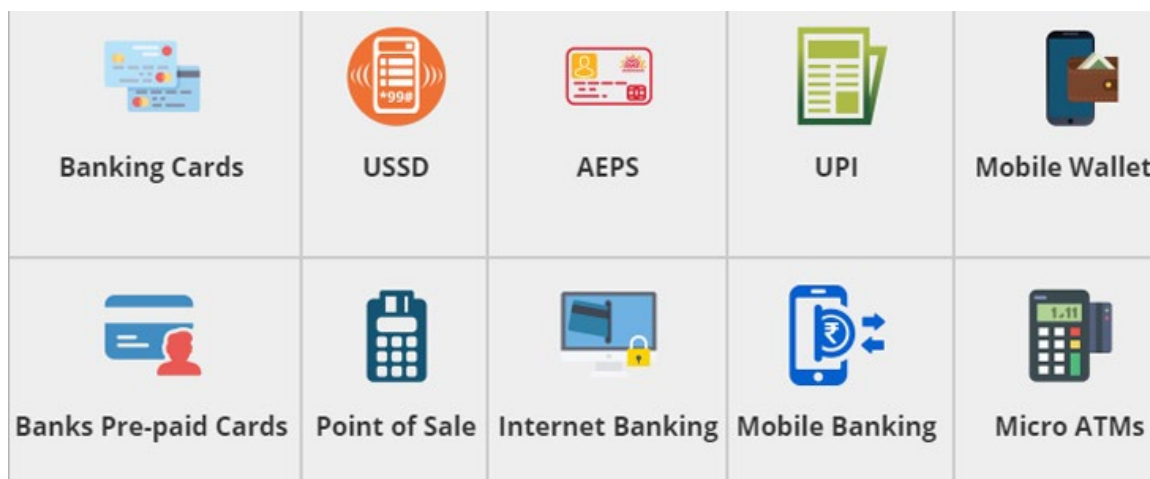 *99#
Banking Cards
USSD
AEPS
UPI
Mobile Wallet
1.11
Banks Pre-paid Cards
Point of Sale
Internet Banking
Mobile Banking
Micro ATMs